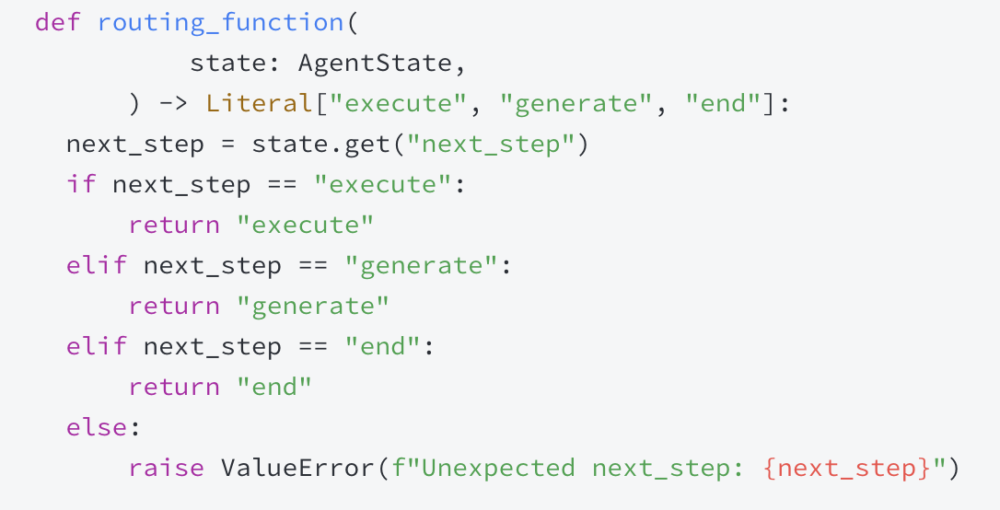 def routing_function(
          state: AgentState,
      ) -> Literal["execute", "generate", "end"]:
  next_step = state.get("next_step")
  if next_step == "execute":
      return "execute"
  elif next_step == "generate":
      return "generate"
  elif next_step == "end":
      return "end"
  else:
      raise ValueError(f"Unexpected next_step: {next_step}")